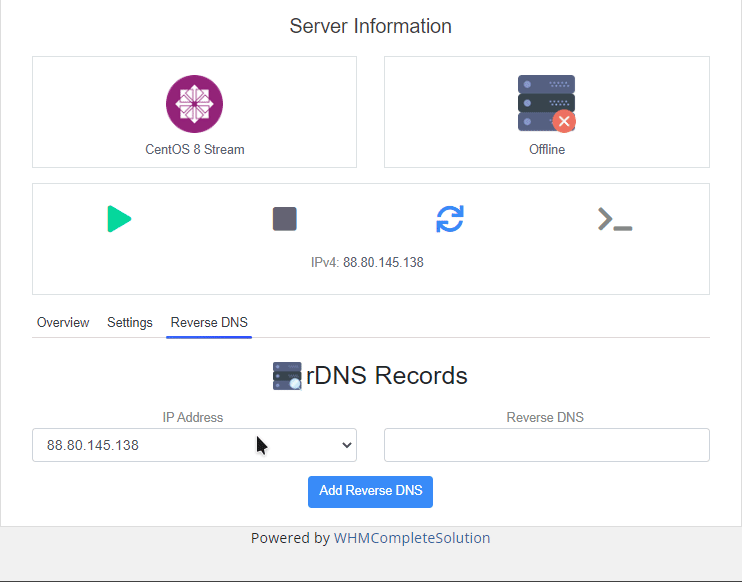 Server Information
CentOS 8 Stream
Offline
IPv4: 88.80.145.138
Overview Settings Reverse DNS
rDNS Records
IP Address Reverse DNS
88.80.145.138
Add Reverse DNS
Powered by WHMCompleteSolution